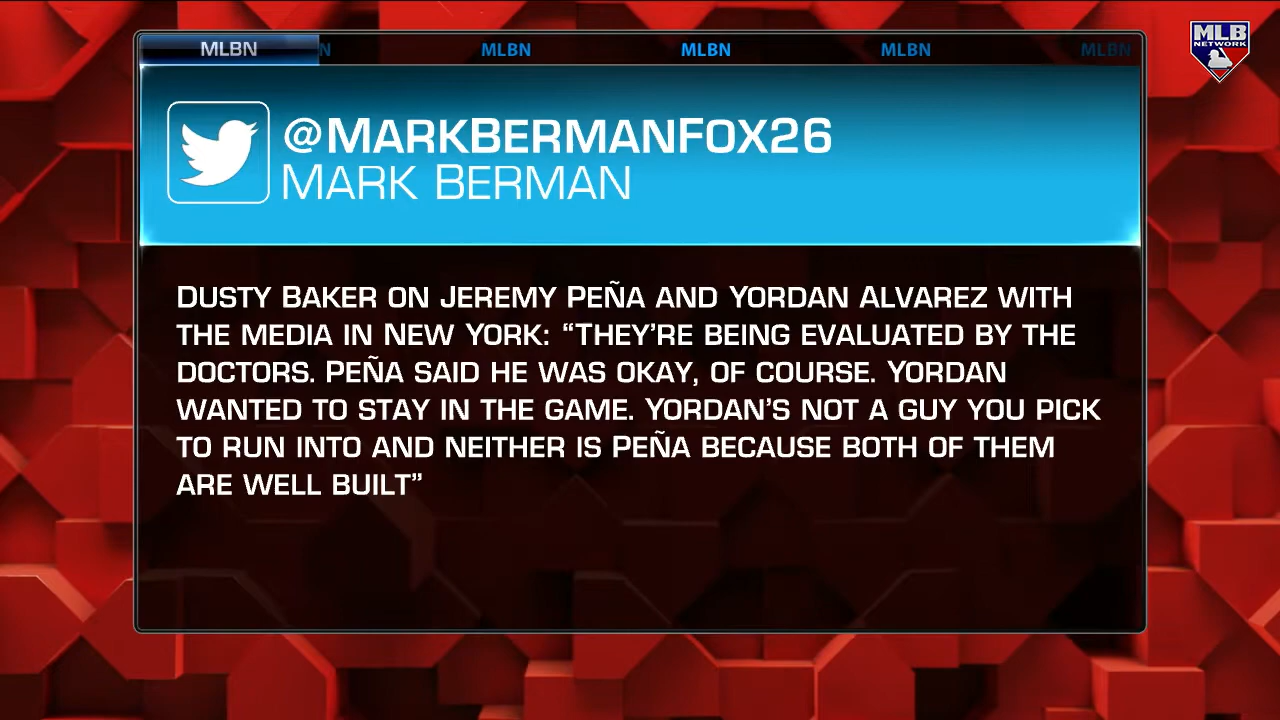 MLBN N MLBN MLBN MLBN MLBN
MLB
NETWORK
@MARKBERMANFOX26
MARK BERMAN
DUSTY BAKER ON JEREMY PEÑA AND YORDAN ALVAREZ WITH
THE MEDIA IN NEW YORK: “THEY’RE BEING EVALUATED BY THE
DOCTORS. PEÑA SAID HE WAS OKAY, OF COURSE. YORDAN
WANTED TO STAY IN THE GAME. YORDAN’S NOT A GUY YOU PICK
TO RUN INTO AND NEITHER IS PEÑA BECAUSE BOTH OF THEM
ARE WELL BUILT”